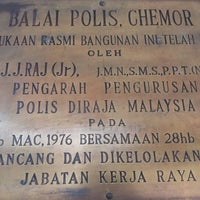 BALAI POLIS, CHEMOR
UKAAN RASMI BANGUNAN INI TELAH
OLEH
J.J. RAJ (Jr), J.M.N., S.M.S., P.P.T.
PENGARAH PENGURUSAN
POLIS DIRAJA MALAYSIA
PADA
MAC, 1976 BERSAMAAN 28hb
ANCANG DAN DIKELOLAKAN
JABATAN KERJA RAYA